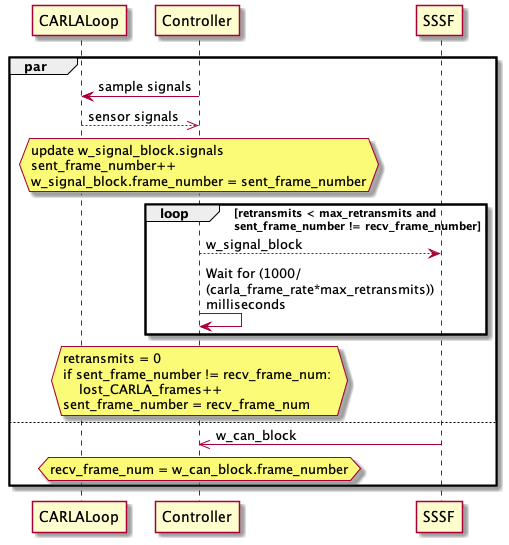 CARLALoop Controller SSSF
par
sample signals
sensor signals
update w_signal_block.signals
sent_frame_number++
w_signal_block.frame_number = sent_frame_number
loop [retransmits < max_retransmits and
sent_frame_number != recv_frame_number]
w_signal_block
Wait for (1000/
(carla_frame_rate*max_retransmits))
milliseconds
retransmits = 0
if sent_frame_number != recv_frame_num:
lost_CARLA_frames++
sent_frame_number = recv_frame_num
w_can_block
recv_frame_num = w_can_block.frame_number
CARLALoop Controller SSSF